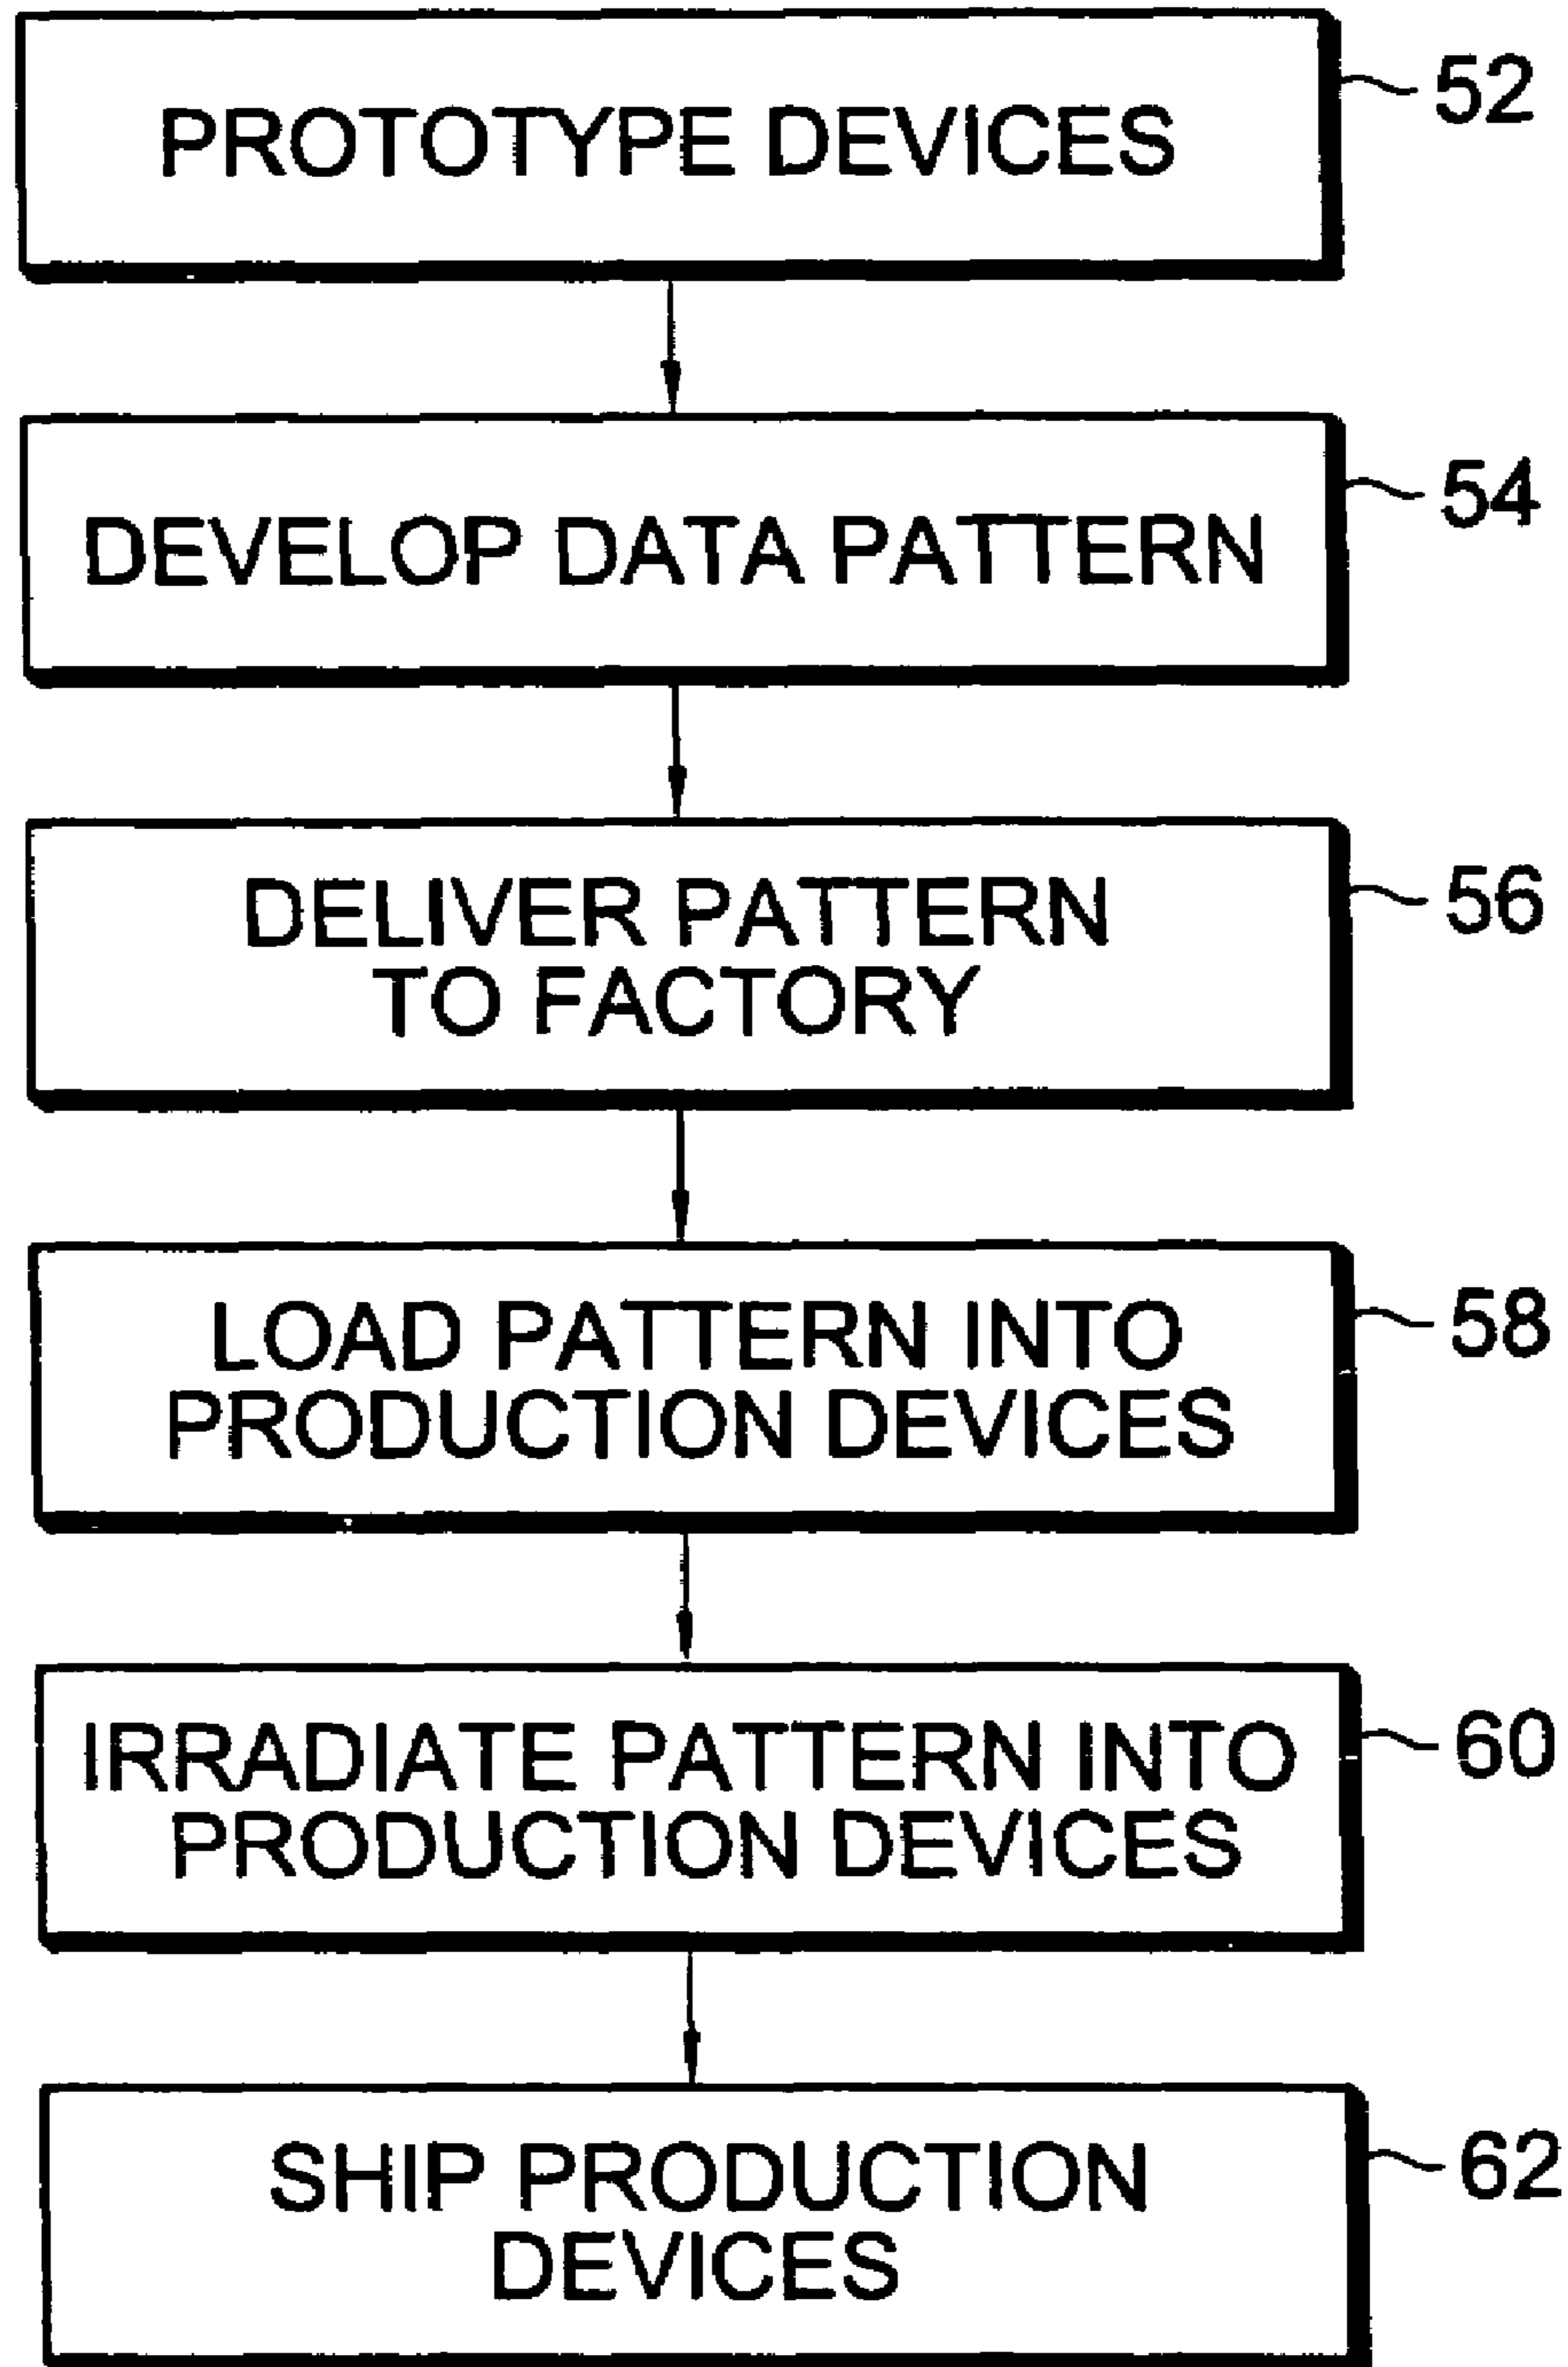 PROTOTYPE DEVICES
52
DEVELOP DATA PATTERN
54
DELIVER PATTERN
TO FACTORY
56
LOAD PATTERN INTO
PRODUCTION DEVICES
58
IRRADIATE PATTERN INTO
PRODUCTION DEVICES
60
SHIP PRODUCTION
DEVICES
62